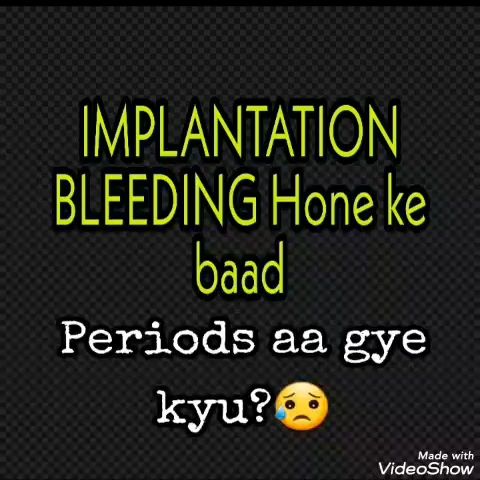 IMPLANTATION
BLEEDING Hone ke
baad
Periods aa gye
kyu?😥
Made with
VideoShow